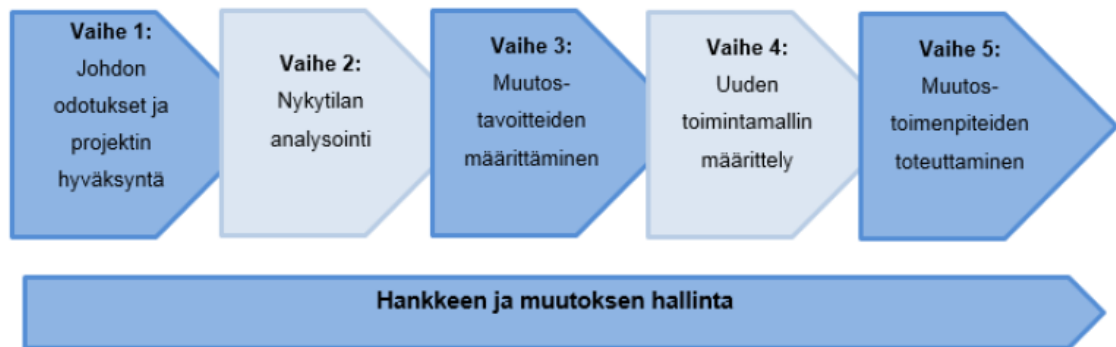 Vaihe 1:
Johdon
odotukset ja
projektin
hyväksyntä
Vaihe 2:
Nykytilan
analysointi
Vaihe 3:
Muutos-
tavoitteiden
määrittäminen
Vaihe 4:
Uuden
toimintamallin
määrittely
Vaihe 5:
Muutos-
toimenpiteiden
toteuttaminen
Hankkeen ja muutoksen hallinta